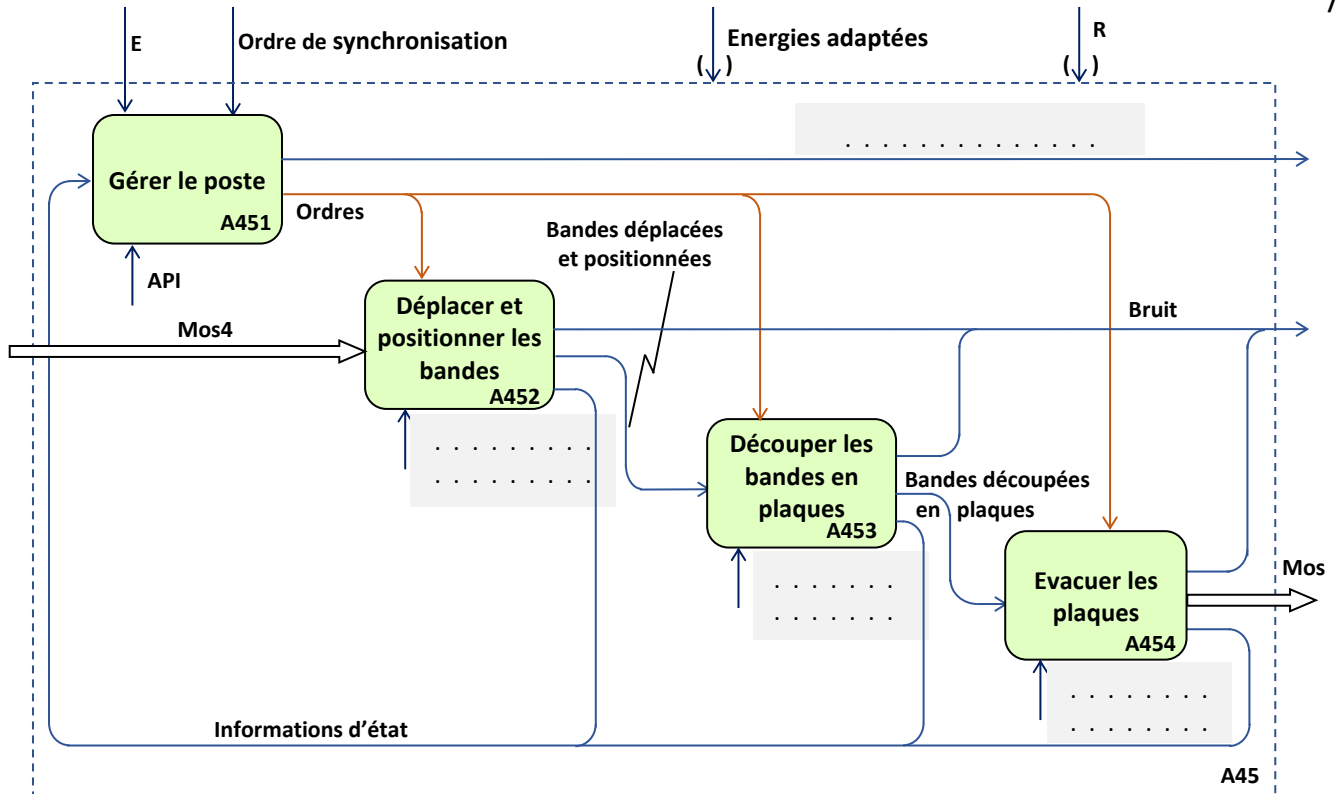 E
Ordre de synchronisation
Energies adaptées
R
( )
( )
. . . . . . . . . . . . . .
Gérer le poste
A451
Ordres
API
Bandes déplacées
et positionnées
Mos4
Déplacer et
positionner les
bandes
A452
Bruit
. . . . . . . . .
. . . . . . . . .
Découper les
bandes en
plaques
A453
Bandes découpées
en plaques
. . . . . . .
. . . . . . .
Evacuer les
plaques
A454
Mos
. . . . . . . .
. . . . . . . .
Informations d’état
A45